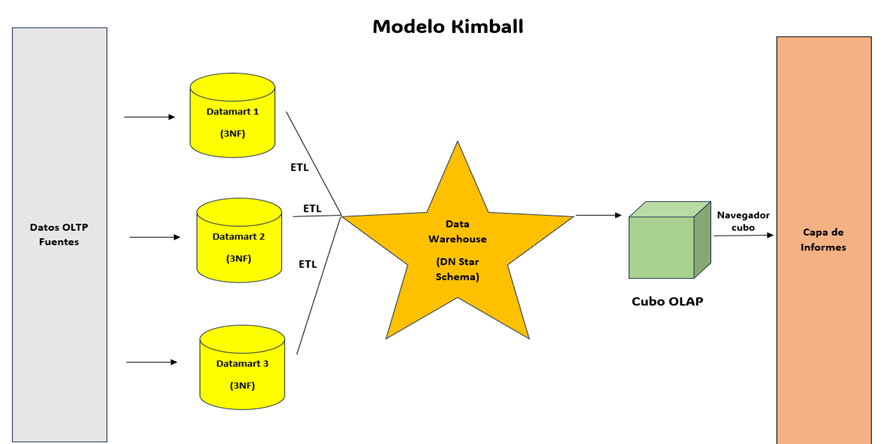 Modelo Kimball
Datos OLTP
Fuentes
Datamart 1
(3NF)
ETL
Datamart 2
(3NF)
ETL
ETL
Datamart 3
(3NF)
Data
Warehouse
(DN Star
Schema)
Cubo OLAP
Navegador
cubo
Capa de
Informes